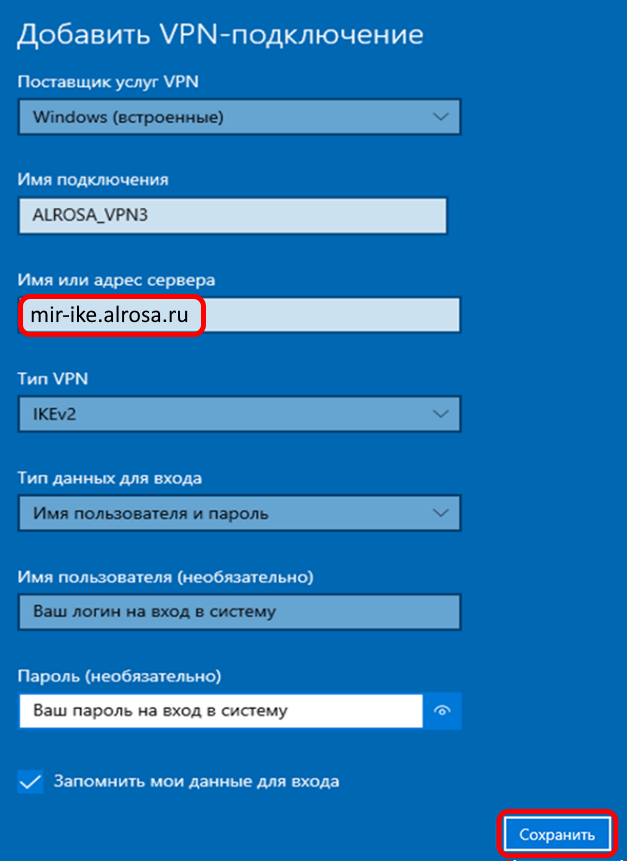 Добавить VPN-подключение
Поставщик услуг VPN
Windows (встроенные)
Имя подключения
ALROSA_VPN3
Имя или адрес сервера
mir-ike.alrosa.ru
Тип VPN
IKEv2
Тип данных для входа
Имя пользователя и пароль
Имя пользователя (необязательно)
Ваш логин на вход в систему
Пароль (необязательно)
Ваш пароль на вход в систему
Запомнить мои данные для входа
Сохранить